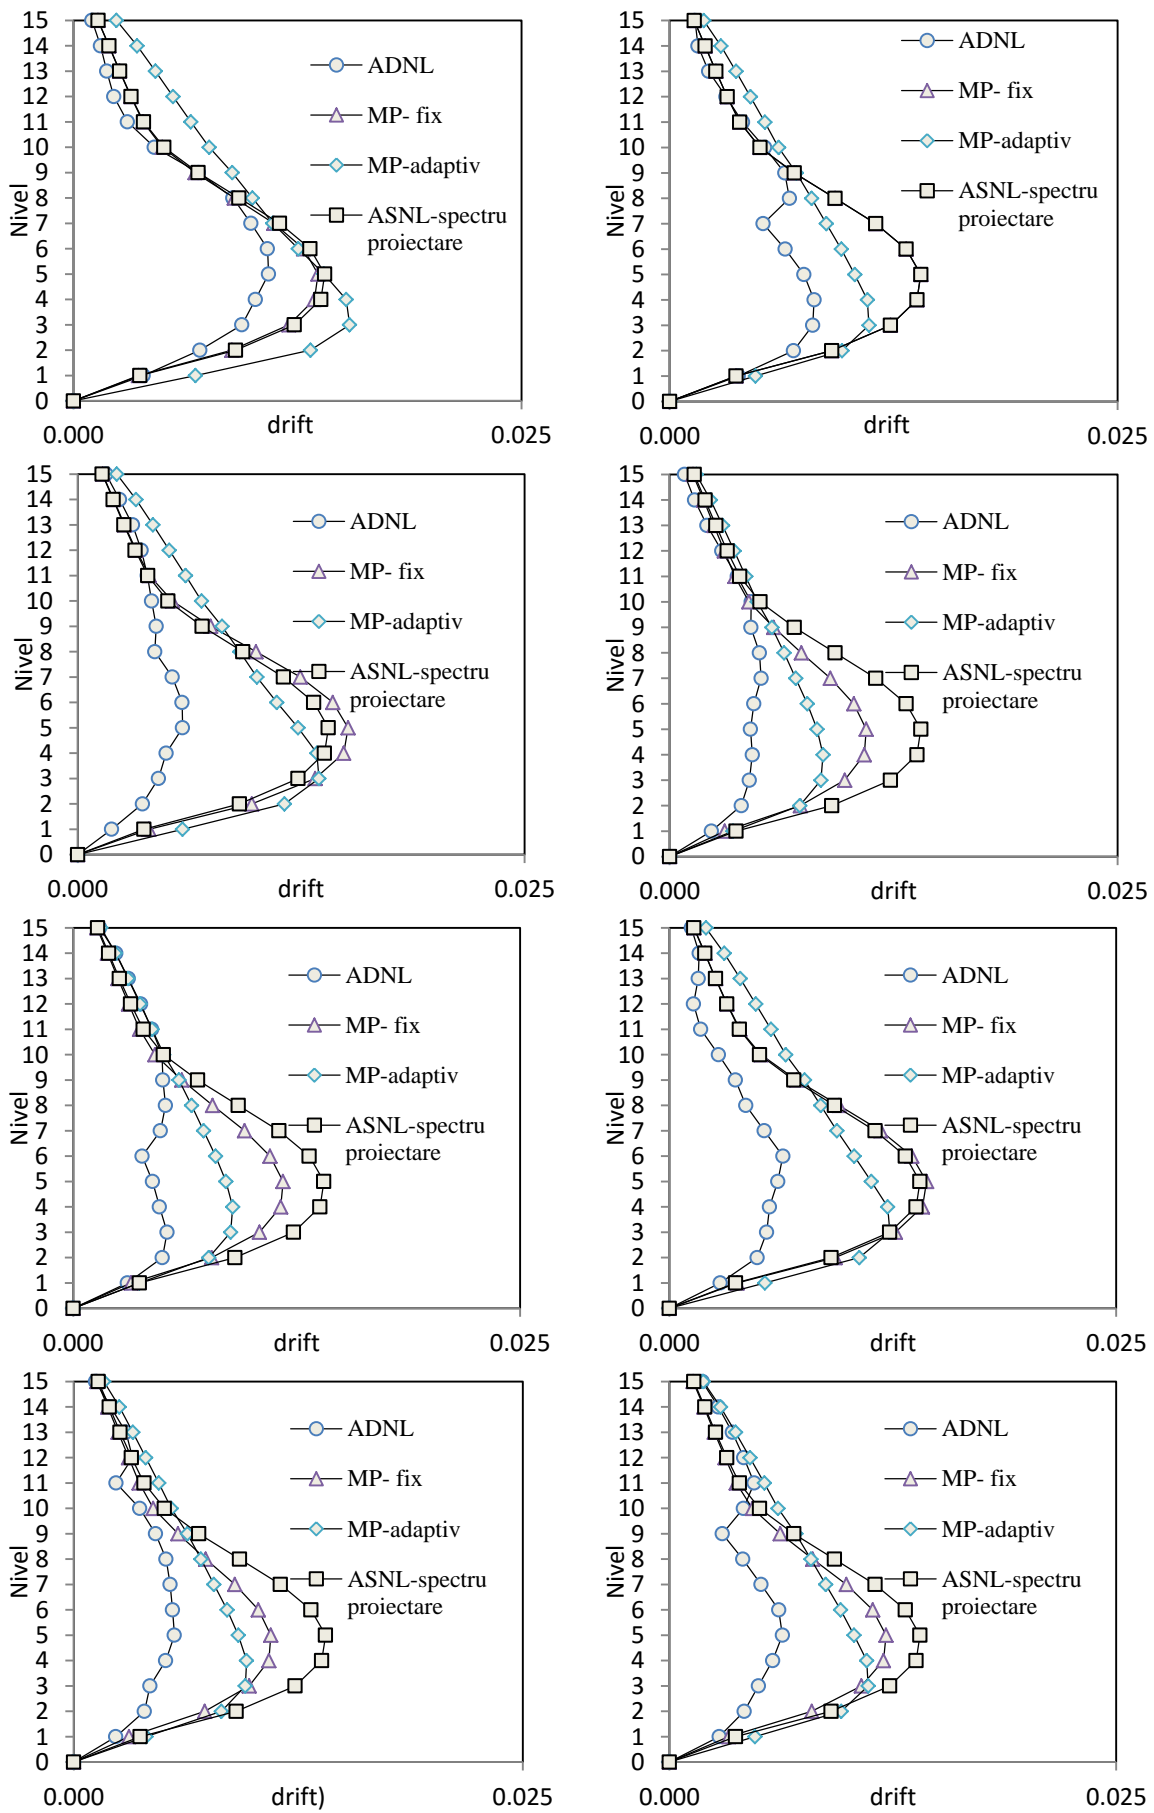 15
14
13
12
11
10
9
8
7
6
5
4
3
2
1
0
Nivel
ADNL
MP- fix
MP-adaptiv
ASNL-spectru
proiectare
0.000
drift
0.025
15
14
13
12
11
10
9
8
7
6
5
4
3
2
1
0
Nivel
ADNL
MP- fix
MP-adaptiv
ASNL-spectru
proiectare
0.000
drift
0.025
15
14
13
12
11
10
9
8
7
6
5
4
3
2
1
0
Nivel
ADNL
MP- fix
MP-adaptiv
ASNL-spectru
proiectare
0.000
drift
0.025
15
14
13
12
11
10
9
8
7
6
5
4
3
2
1
0
Nivel
ADNL
MP- fix
MP-adaptiv
ASNL-spectru
proiectare
0.000
drift
0.025
15
14
13
12
11
10
9
8
7
6
5
4
3
2
1
0
Nivel
ADNL
MP- fix
MP-adaptiv
ASNL-spectru
proiectare
0.000
drift
0.025
15
14
13
12
11
10
9
8
7
6
5
4
3
2
1
0
Nivel
ADNL
MP- fix
MP-adaptiv
ASNL-spectru
proiectare
0.000
drift
0.025
15
14
13
12
11
10
9
8
7
6
5
4
3
2
1
0
Nivel
ADNL
MP- fix
MP-adaptiv
ASNL-spectru
proiectare
0.000
drift)
0.025
15
14
13
12
11
10
9
8
7
6
5
4
3
2
1
0
Nivel
ADNL
MP- fix
MP-adaptiv
ASNL-spectru
proiectare
0.000
drift
0.025